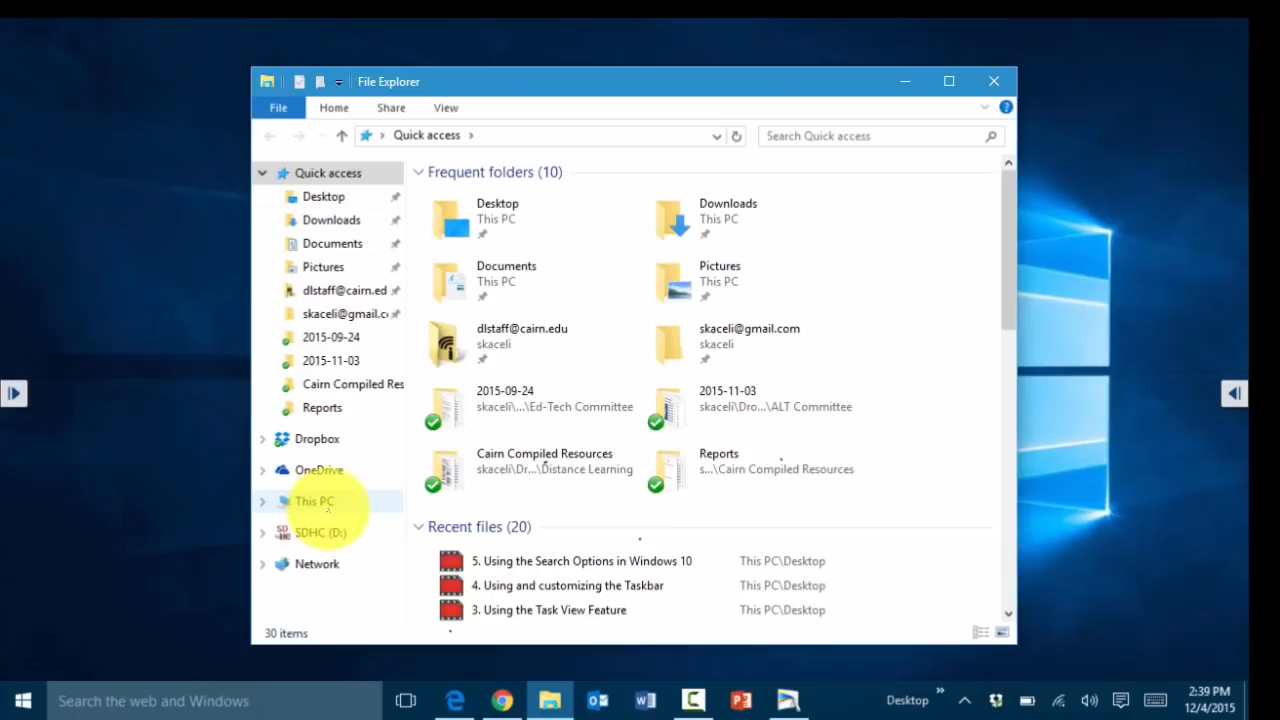 File Explorer
File Home Share View
Quick access
Search Quick access
Quick access
Desktop
Downloads
Documents
Pictures
dlstaff@cairn.ed
skaceli@gmail.c
2015-09-24
2015-11-03
Cairn Compiled Res
Reports
Dropbox
OneDrive
This PC
SDHC (D:)
Network
Frequent folders (10)
Desktop
This PC
Downloads
This PC
Documents
This PC
Pictures
This PC
dlstaff@cairn.edu
skaceli
skaceli@gmail.com
skaceli
2015-09-24
skaceli\...\Ed-Tech Committee
2015-11-03
skaceli\Dro...\ALT Committee
Cairn Compiled Resources
skaceli\Dr...\Distance Learning
Reports
s...\Cairn Compiled Resources
Recent files (20)
5. Using the Search Options in Windows 10 This PC\Desktop
4. Using and customizing the Taskbar This PC\Desktop
3. Using the Task View Feature This PC\Desktop
30 items
Search the web and Windows
Desktop
2:39 PM
12/4/2015